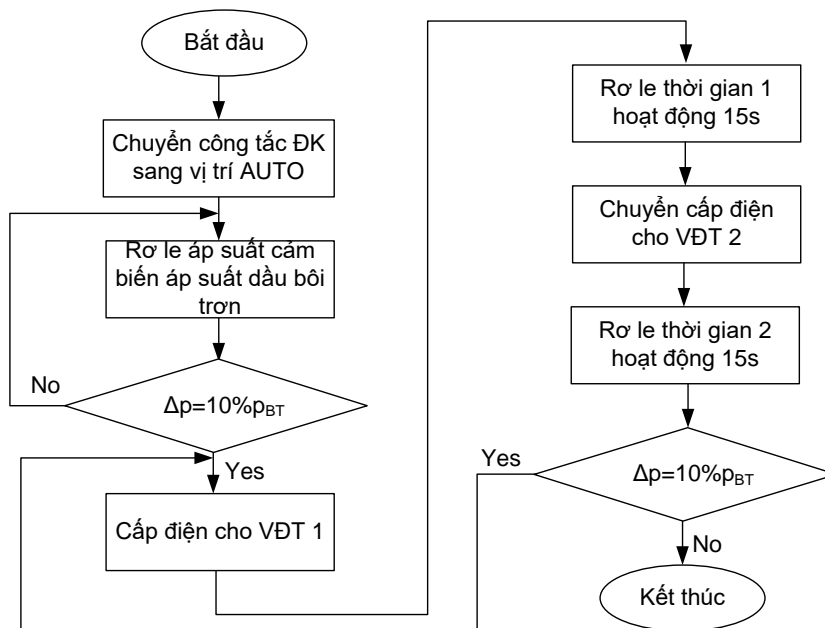 Bắt đầu
Chuyển công tắc ĐK
sang vị trí AUTO
Rơ le áp suất cảm
biến áp suất dầu bôi
trơn
No
Δp=10%pBT
Yes
Cấp điện cho VĐT 1
Rơ le thời gian 1
hoạt động 15s
Chuyển cấp điện
cho VĐT 2
Rơ le thời gian 2
hoạt động 15s
Yes
Δp=10%pBT
No
Kết thúc